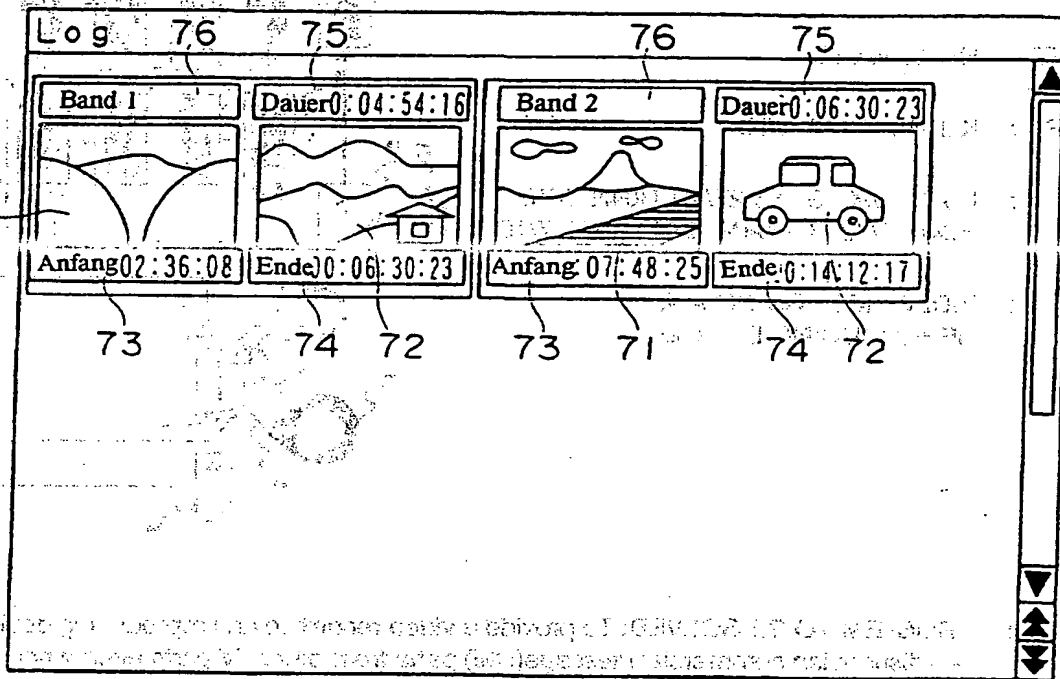 Log 76 75 76 75
Band 1 Dauer 0:04:54:16 Band 2 Dauer 0:06:30:23
Anfang 02:36:08 Ende 0:06:30:23 Anfang 07:48:25 Ende 0:14:12:17
73 74 72 73 71 74 72